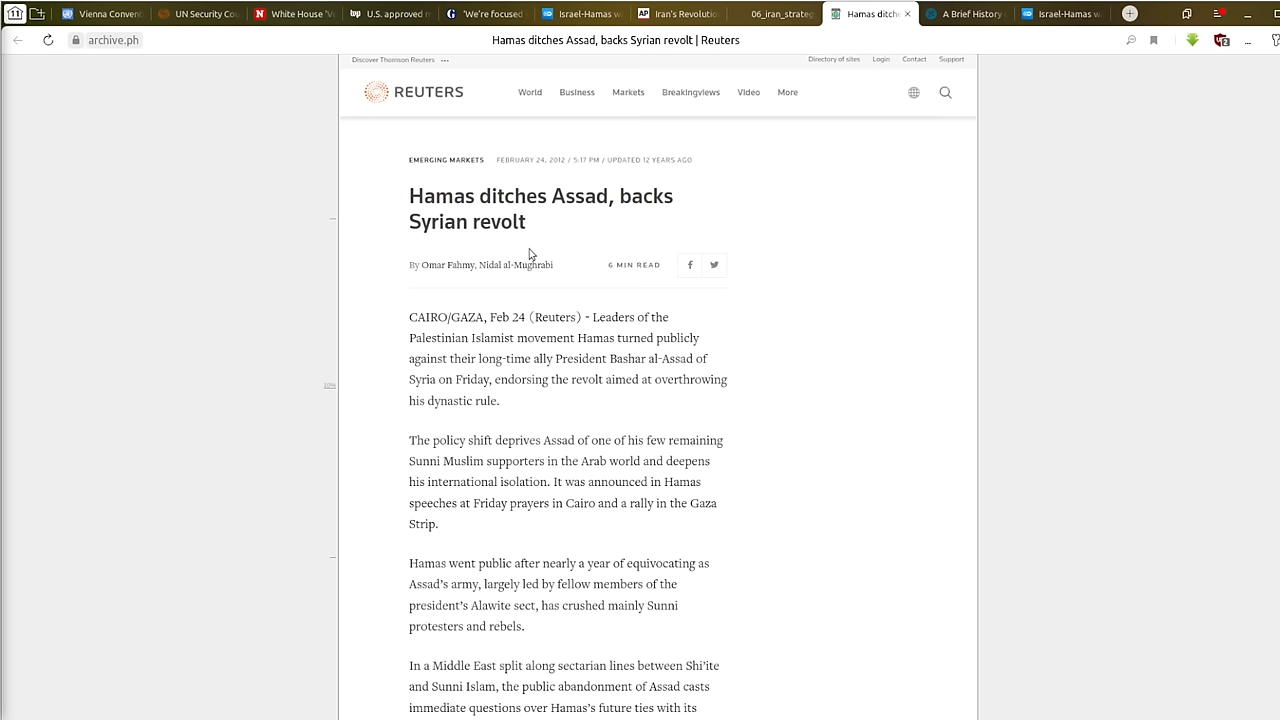 Vienna Convent
UN Security Cou
White House 'V
U.S. approved m
'We're focused
Israel-Hamas w
Iran's Revolutio
06_iran_strateg
Hamas ditche
A Brief History
Israel-Hamas w
archive.ph
Hamas ditches Assad, backs Syrian revolt | Reuters
Discover Thomson Reuters ...
Directory of sites Login Contact Support
REUTERS
World Business Markets Breakingviews Video More
EMERGING MARKETS FEBRUARY 24, 2012 / 5:17 PM / UPDATED 12 YEARS AGO
Hamas ditches Assad, backs
Syrian revolt
By Omar Fahmy, Nidal al-Mughrabi
6 MIN READ
CAIRO/GAZA, Feb 24 (Reuters) - Leaders of the
Palestinian Islamist movement Hamas turned publicly
against their long-time ally President Bashar al-Assad of
Syria on Friday, endorsing the revolt aimed at overthrowing
10%
his dynastic rule.
The policy shift deprives Assad of one of his few remaining
Sunni Muslim supporters in the Arab world and deepens
his international isolation. It was announced in Hamas
speeches at Friday prayers in Cairo and a rally in the Gaza
Strip.
Hamas went public after nearly a year of equivocating as
Assad's army, largely led by fellow members of the
president's Alawite sect, has crushed mainly Sunni
protesters and rebels.
In a Middle East split along sectarian lines between Shi'ite
and Sunni Islam, the public abandonment of Assad casts
immediate questions over Hamas's future ties with its